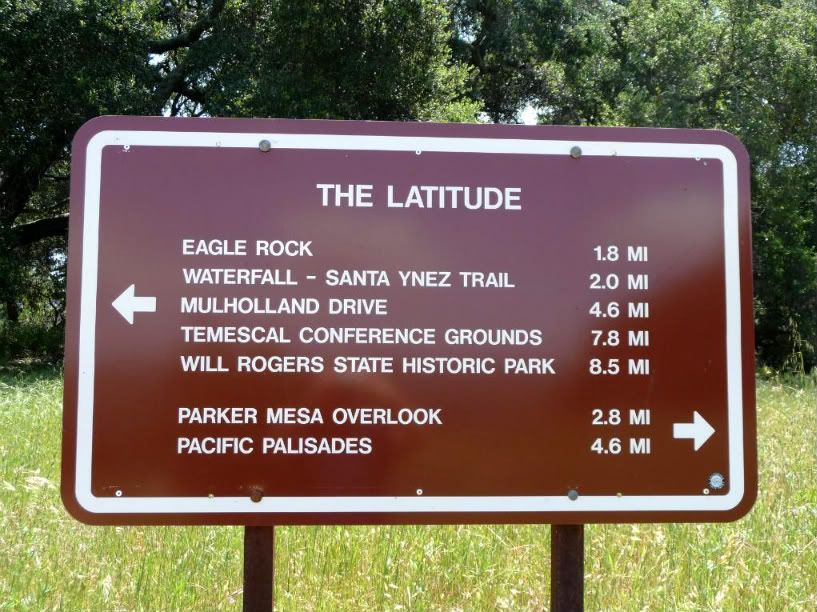 THE LATITUDE
EAGLE ROCK 1.8 MI
WATERFALL - SANTA YNEZ TRAIL 2.0 MI
MULHOLLAND DRIVE 4.6 MI
TEMESCAL CONFERENCE GROUNDS 7.8 MI
WILL ROGERS STATE HISTORIC PARK 8.5 MI
PARKER MESA OVERLOOK 2.8 MI
PACIFIC PALISADES 4.6 MI